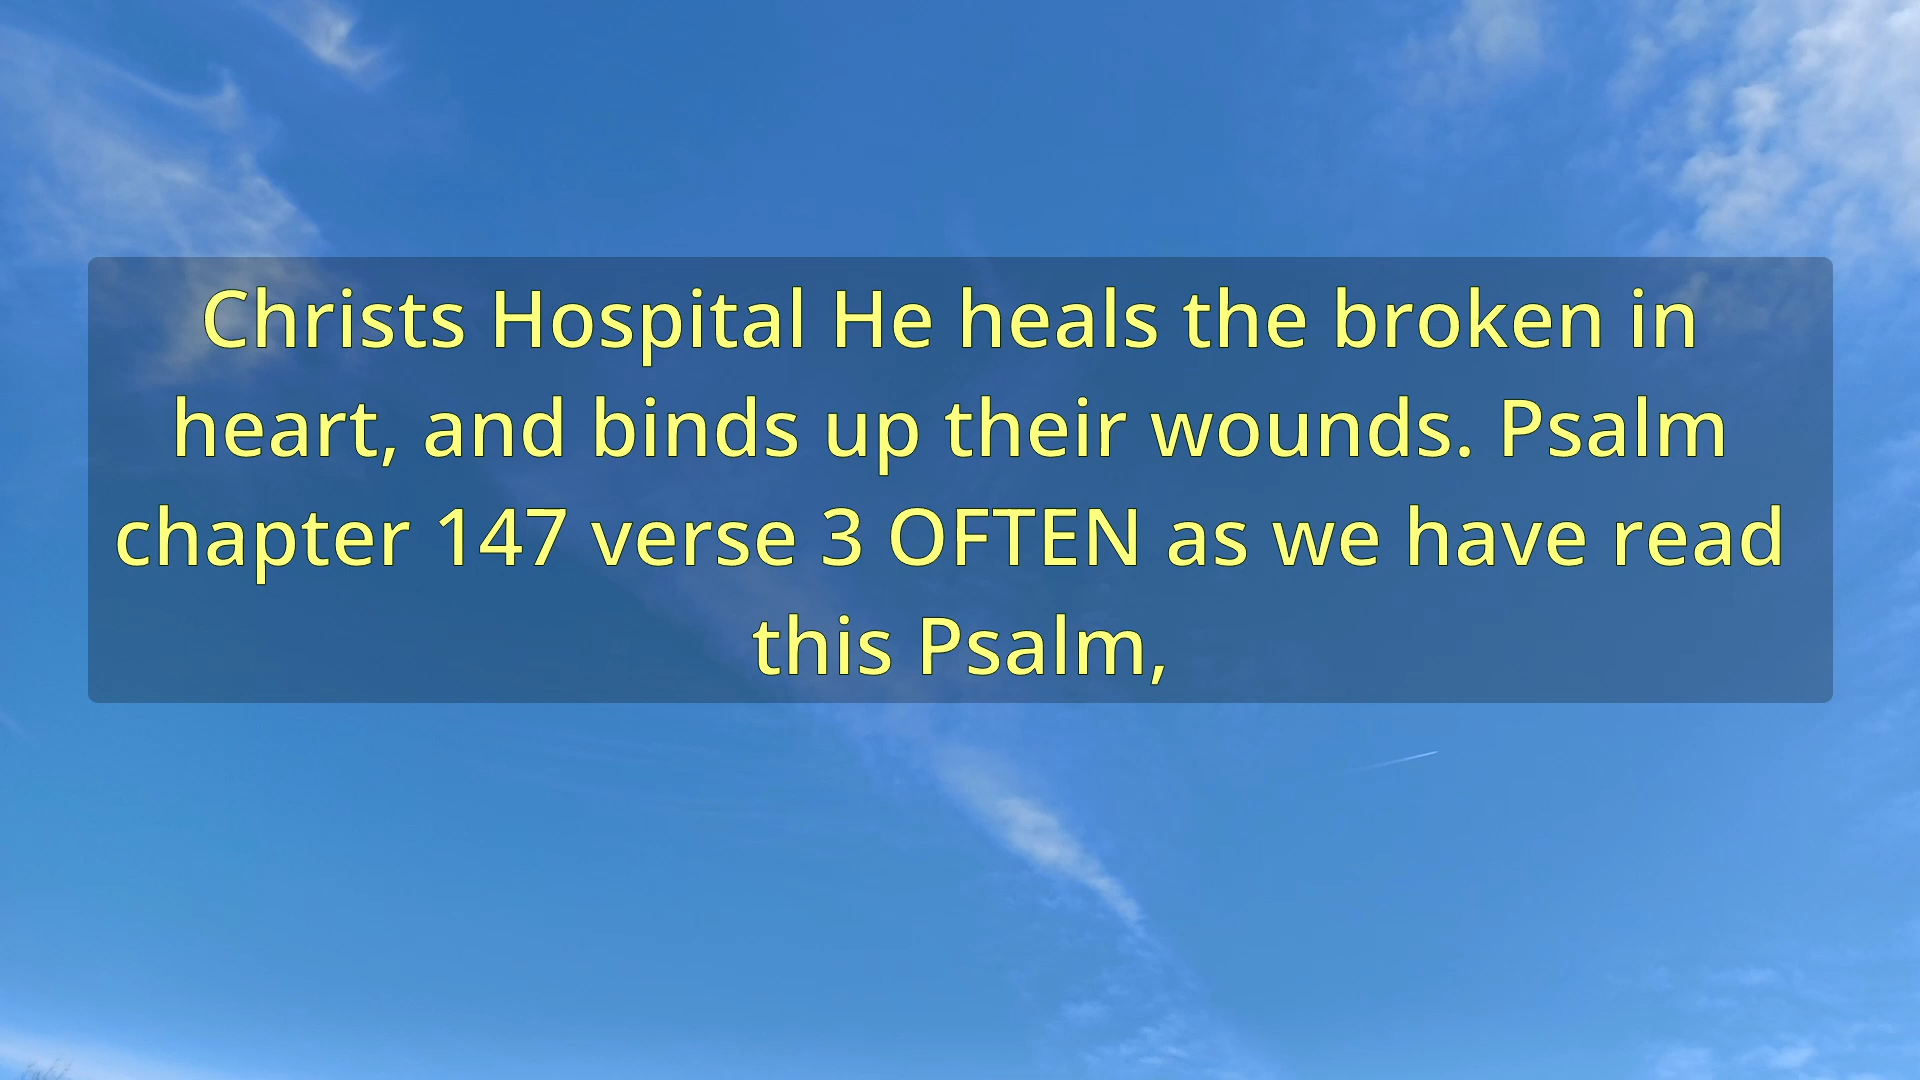 Christs Hospital He heals the broken in
heart, and binds up their wounds. Psalm
chapter 147 verse 3 OFTEN as we have read
this Psalm,